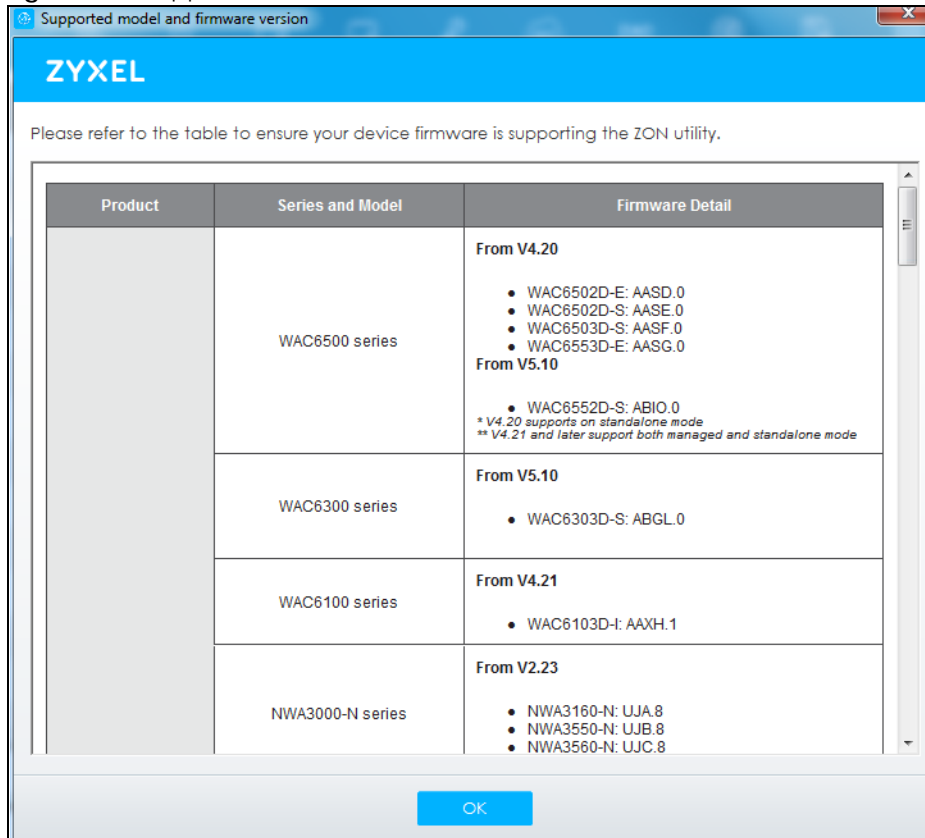 Supported model and firmware version
ZYXEL
Please refer to the table to ensure your device firmware is supporting the ZON utility.
Product
Series and Model
Firmware Detail
WAC6500 series
From V4.20
• WAC6502D-E: AASD.0
• WAC6502D-S: AASE.0
• WAC6503D-S: AASF.0
• WAC6553D-E: AASG.0
From V5.10
• WAC6552D-S: ABIO.0
* V4.20 supports on standalone mode
** V4.21 and later support both managed and standalone mode
WAC6300 series
From V5.10
• WAC6303D-S: ABGL.0
WAC6100 series
From V4.21
• WAC6103D-I: AAXH.1
NWA3000-N series
From V2.23
• NWA3160-N: UJA.8
• NWA3550-N: UJB.8
• NWA3560-N: UJC.8
OK